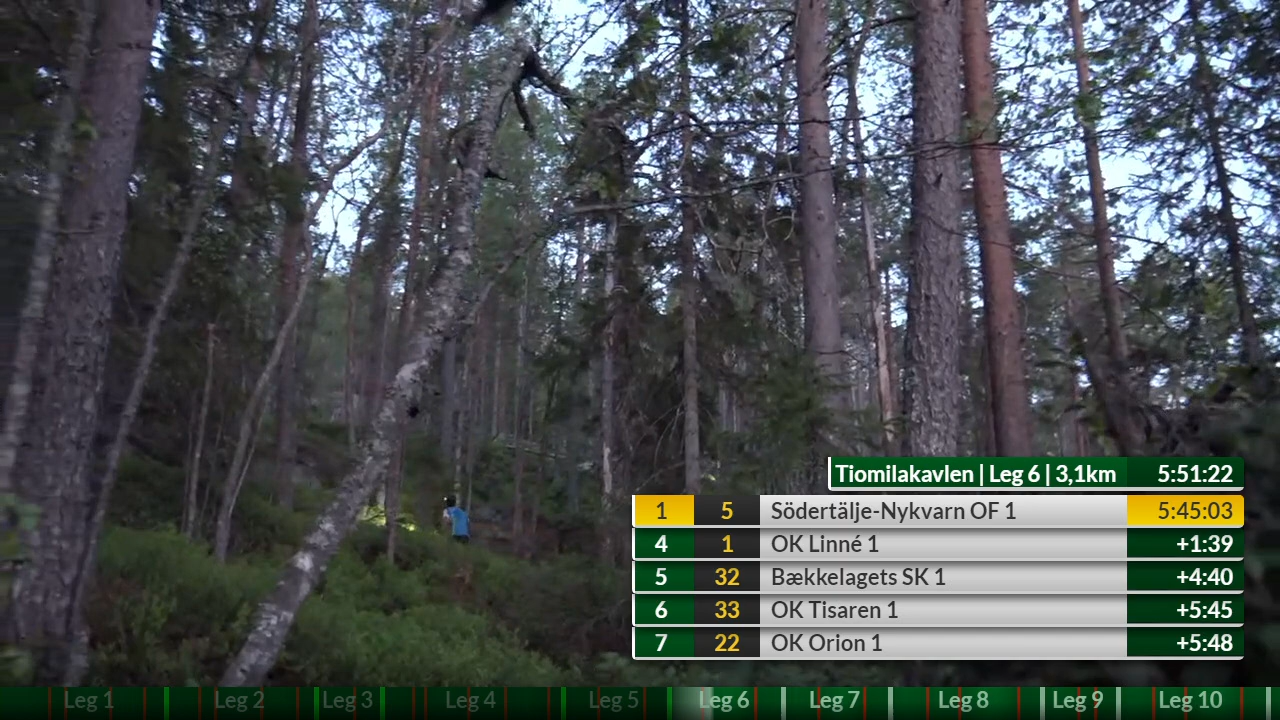 Tiomilakavlen | Leg 6 | 3,1km 5:51:22
1 5 Södertälje-Nykvarn OF 1 5:45:03
4 1 OK Linné 1 +1:39
5 32 Bækkelagets SK 1 +4:40
6 33 OK Tisaren 1 +5:45
7 22 OK Orion 1 +5:48
Leg 1 Leg 2 Leg 3 Leg 4 Leg 5 Leg 6 Leg 7 Leg 8 Leg 9 Leg 10